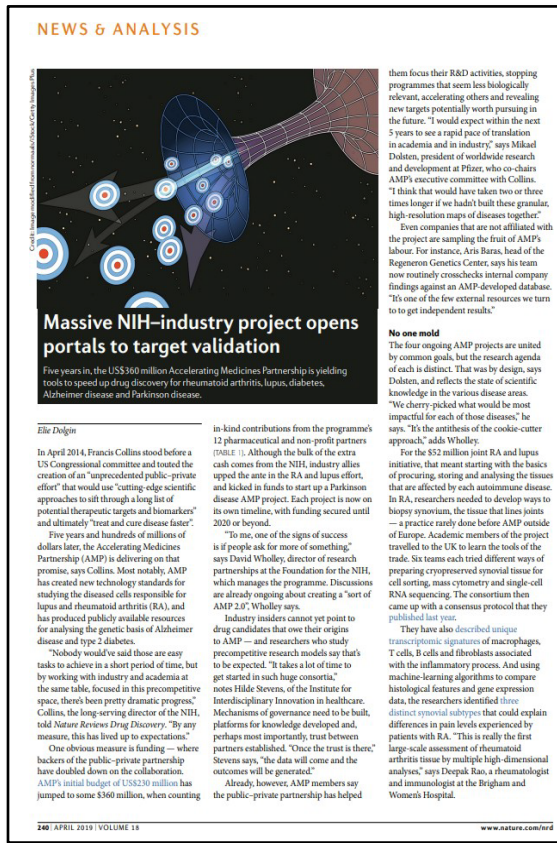 NEWS & ANALYSIS
Credit: Image modified from normaals/iStock/Getty Images Plus
Massive NIH–industry project opens
portals to target validation
Five years in, the US$360 million Accelerating Medicines Partnership is yielding
tools to speed up drug discovery for rheumatoid arthritis, lupus, diabetes,
Alzheimer disease and Parkinson disease.
Elie Dolgin
In April 2014, Francis Collins stood before a
US Congressional committee and touted the
creation of an “unprecedented public–private
effort” that would use “cutting-edge scientific
approaches to sift through a long list of
potential therapeutic targets and biomarkers”
and ultimately “treat and cure disease faster”.
Five years and hundreds of millions of
dollars later, the Accelerating Medicines
Partnership (AMP) is delivering on that
promise, says Collins. Most notably, AMP
has created new technology standards for
studying the diseased cells responsible for
lupus and rheumatoid arthritis (RA), and
has produced publicly available resources
for analysing the genetic basis of Alzheimer
disease and type 2 diabetes.
“Nobody would’ve said those are easy
tasks to achieve in a short period of time, but
by working with industry and academia at
the same table, focused in this precompetitive
space, there’s been pretty dramatic progress,”
Collins, the long-serving director of the NIH,
told Nature Reviews Drug Discovery. “By any
measure, this has lived up to expectations.”
One obvious measure is funding — where
backers of the public–private partnership
have doubled down on the collaboration.
AMP’s initial budget of US$230 million has
jumped to some $360 million, when counting
in-kind contributions from the programme’s
12 pharmaceutical and non-profit partners
(TABLE 1). Although the bulk of the extra
cash comes from the NIH, industry allies
upped the ante in the RA and lupus effort,
and kicked in funds to start up a Parkinson
disease AMP project. Each project is now on
its own timeline, with funding secured until
2020 or beyond.
“To me, one of the signs of success
is if people ask for more of something,”
says David Wholley, director of research
partnerships at the Foundation for the NIH,
which manages the programme. Discussions
are already ongoing about creating a “sort of
AMP 2.0”, Wholley says.
Industry insiders cannot yet point to
drug candidates that owe their origins
to AMP — and researchers who study
precompetitive research models say that’s
to be expected. “It takes a lot of time to
get started in such huge consortia,”
notes Hilde Stevens, of the Institute for
Interdisciplinary Innovation in healthcare.
Mechanisms of governance need to be built,
platforms for knowledge developed and,
perhaps most importantly, trust between
partners established. “Once the trust is there,”
Stevens says, “the data will come and the
outcomes will be generated.”
Already, however, AMP members say
the public–private partnership has helped
them focus their R&D activities, stopping
programmes that seem less biologically
relevant, accelerating others and revealing
new targets potentially worth pursuing in
the future. “I would expect within the next
5 years to see a rapid pace of translation
in academia and in industry,” says Mikael
Dolsten, president of worldwide research
and development at Pfizer, who co-chairs
AMP’s executive committee with Collins.
“I think that would have taken two or three
times longer if we hadn’t built these granular,
high-resolution maps of diseases together.”
Even companies that are not affiliated with
the project are sampling the fruit of AMP’s
labour. For instance, Aris Baras, head of the
Regeneron Genetics Center, says his team
now routinely crosschecks internal company
findings against an AMP-developed database.
“It’s one of the few external resources we turn
to to get independent results.”
No one mold
The four ongoing AMP projects are united
by common goals, but the research agenda
of each is distinct. That was by design, says
Dolsten, and reflects the state of scientific
knowledge in the various disease areas.
“We cherry-picked what would be most
impactful for each of those diseases,” he
says. “It’s the antithesis of the cookie-cutter
approach,” adds Wholley.
For the $52 million joint RA and lupus
initiative, that meant starting with the basics
of procuring, storing and analysing the tissues
that are affected by each autoimmune disease.
In RA, researchers needed to develop ways to
biopsy synovium, the tissue that lines joints
— a practice rarely done before AMP outside
of Europe. Academic members of the project
travelled to the UK to learn the tools of the
trade. Six teams each tried different ways of
preparing cryopreserved synovial tissue for
cell sorting, mass cytometry and single-cell
RNA sequencing. The consortium then
came up with a consensus protocol that they
published last year.
They have also described unique
transcriptomic signatures of macrophages,
T cells, B cells and fibroblasts associated
with the inflammatory process. And using
machine-learning algorithms to compare
histological features and gene expression
data, the researchers identified three
distinct synovial subtypes that could explain
differences in pain levels experienced by
patients with RA. “This is really the first
large-scale assessment of rheumatoid
arthritis tissue by multiple high-dimensional
analyses,” says Deepak Rao, a rheumatologist
and immunologist at the Brigham and
Women’s Hospital.
240 | APRIL 2019 | VOLUME 18
www.nature.com/nrd